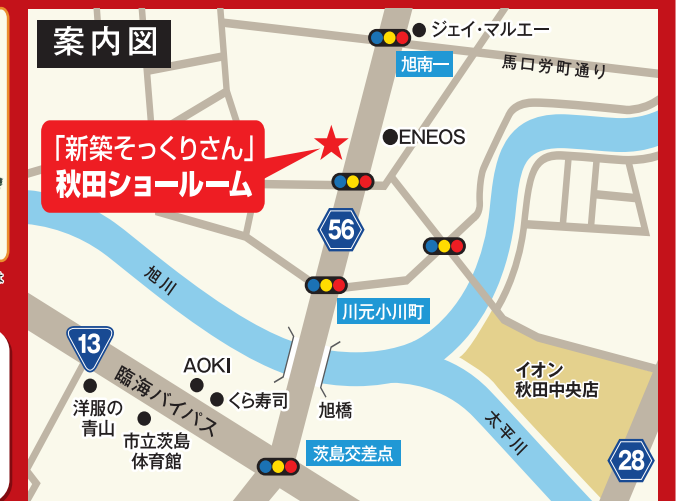 案内図
ジェイ・マルエー
旭南一
馬口労町通り
ENEOS
「新築そっくりさん」
秋田ショールーム
56
旭川
川元小川町
13
臨海バイパス
AOKI
くら寿司
洋服の
青山
市立茨島
体育館
旭橋
茨島交差点
イオン
秋田中央店
太平川
28